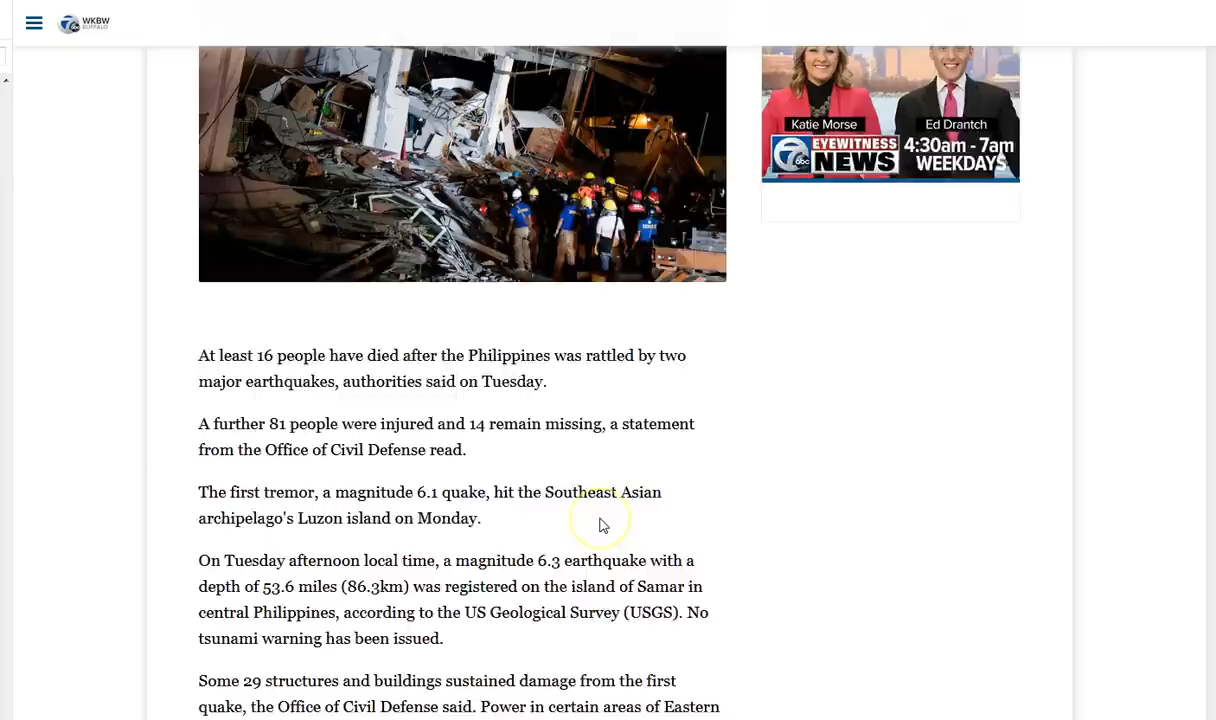 WKBW
BUFFALO
Katie Morse
Ed Drantch
7 abc EYEWITNESS NEWS
4:30am - 7am
WEEKDAYS
At least 16 people have died after the Philippines was rattled by two
major earthquakes, authorities said on Tuesday.
A further 81 people were injured and 14 remain missing, a statement
from the Office of Civil Defense read.
The first tremor, a magnitude 6.1 quake, hit the Southeast Asian
archipelago's Luzon island on Monday.
On Tuesday afternoon local time, a magnitude 6.3 earthquake with a
depth of 53.6 miles (86.3km) was registered on the island of Samar in
central Philippines, according to the US Geological Survey (USGS). No
tsunami warning has been issued.
Some 29 structures and buildings sustained damage from the first
quake, the Office of Civil Defense said. Power in certain areas of Eastern